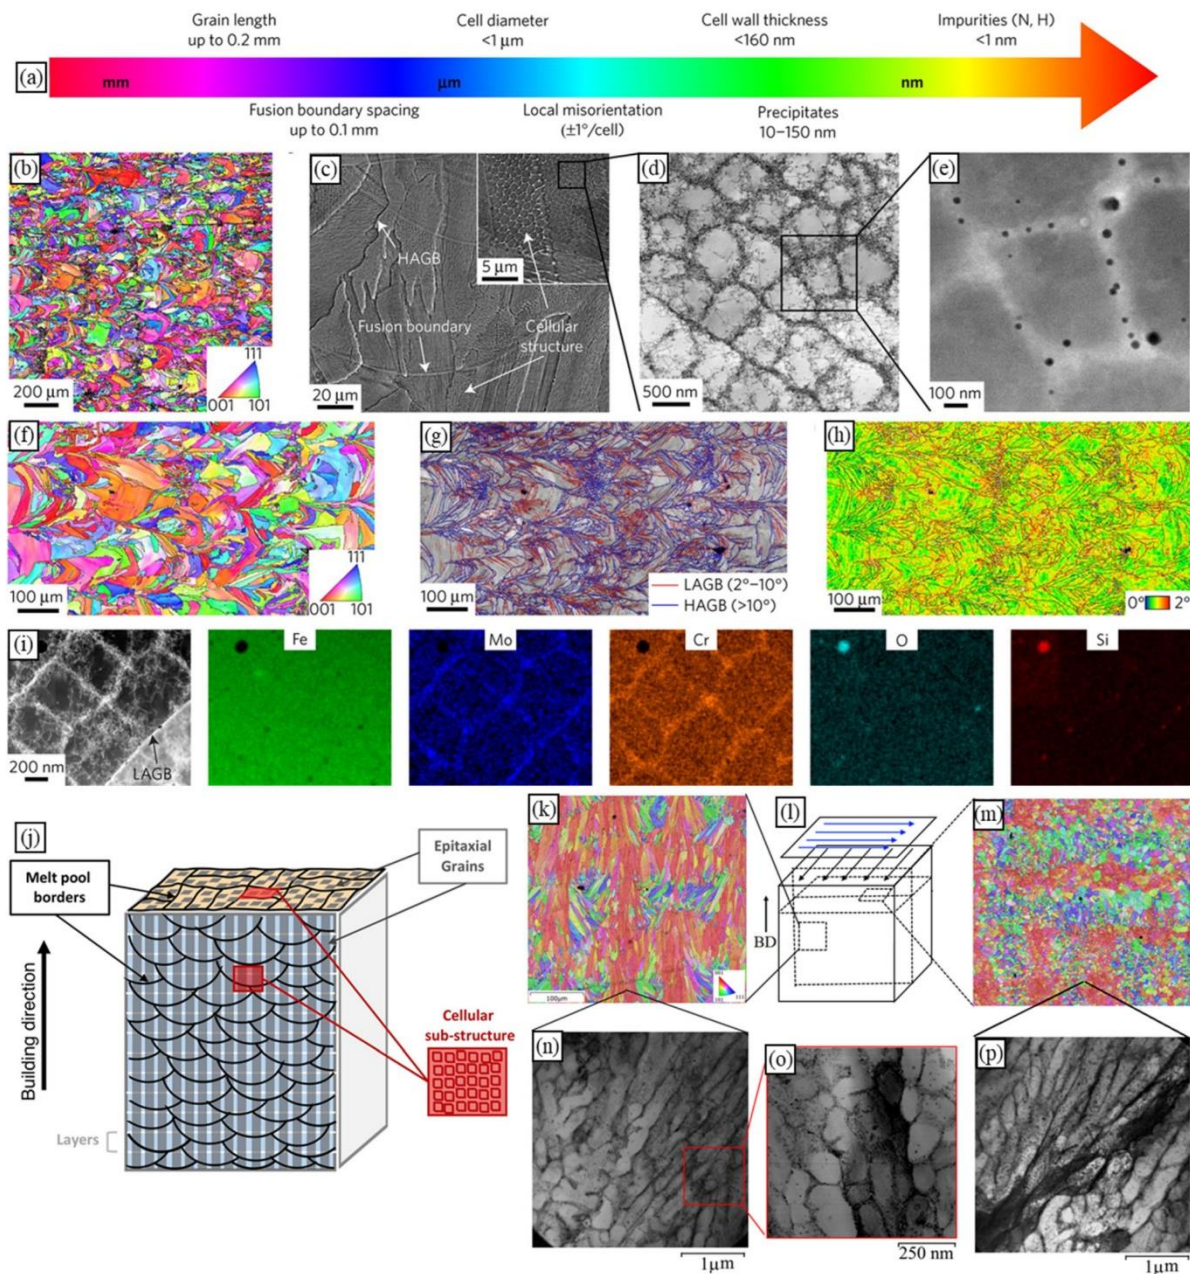 Grain length
up to 0.2 mm
Cell diameter
<1 μm
Cell wall thickness
<160 nm
Impurities (N, H)
<1 nm
(a)
mm
μm
nm
Fusion boundary spacing
up to 0.1 mm
Local misorientation
(±1°/cell)
Precipitates
10–150 nm
(b)
111
001 101
200 μm
(c)
HAGB
5 μm
Fusion boundary
Cellular
structure
20 μm
(d)
500 nm
(e)
100 nm
(f)
111
001 101
100 μm
(g)
LAGB (2°–10°)
HAGB (>10°)
100 μm
(h)
100 μm
0° 2°
(i)
LAGB
200 nm
Fe
Mo
Cr
O
Si
(j)
Melt pool
borders
Epitaxial
Grains
Building direction
Layers
Cellular
sub-structure
(k)
100μm
(l)
BD
(m)
(n)
1μm
(o)
250 nm
(p)
1μm